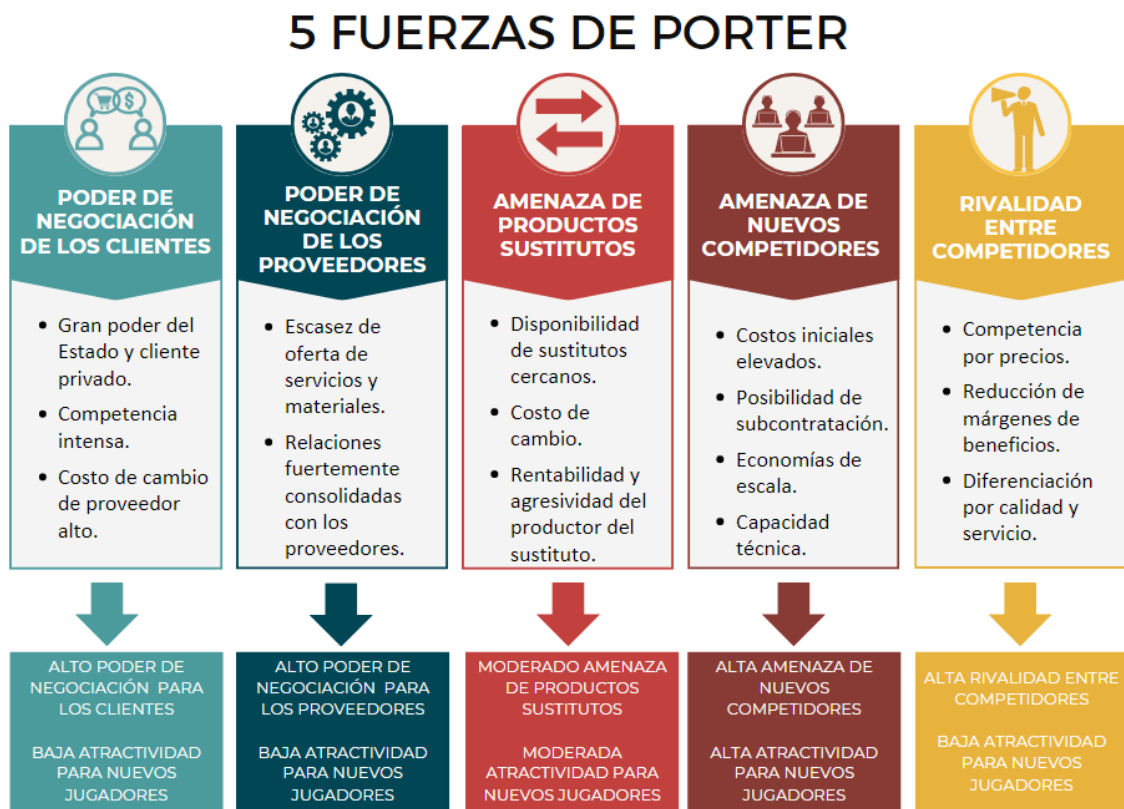 5 FUERZAS DE PORTER
$
PODER DE
NEGOCIACIÓN
DE LOS CLIENTES
• Gran poder del
Estado y cliente
privado.
• Competencia
intensa.
• Costo de cambio
de proveedor
alto.
ALTO PODER DE
NEGOCIACIÓN PARA
LOS CLIENTES
BAJA ATRACTIVIDAD
PARA NUEVOS
JUGADORES
PODER DE
NEGOCIACIÓN
DE LOS
PROVEEDORES
• Escasez de
oferta de
servicios y
materiales.
• Relaciones
fuertemente
consolidadas
con los
proveedores.
ALTO PODER DE
NEGOCIACIÓN PARA
LOS PROVEEDORES
BAJA ATRACTIVIDAD
PARA NUEVOS
JUGADORES
AMENAZA DE
PRODUCTOS
SUSTITUTOS
• Disponibilidad
de sustitutos
cercanos.
• Costo de
cambio.
• Rentabilidad y
agresividad del
productor del
sustituto.
MODERADO AMENAZA
DE PRODUCTOS
SUSTITUTOS
MODERADA
ATRACTIVIDAD PARA
NUEVOS JUGADORES
AMENAZA DE
NUEVOS
COMPETIDORES
• Costos iniciales
elevados.
• Posibilidad de
subcontratación.
• Economías de
escala.
• Capacidad
técnica.
ALTA AMENAZA DE
NUEVOS
COMPETIDORES
ALTA ATRACTIVIDAD
PARA NUEVOS
JUGADORES
RIVALIDAD
ENTRE
COMPETIDORES
• Competencia
por precios.
• Reducción de
márgenes de
beneficios.
• Diferenciación
por calidad y
servicio.
ALTA RIVALIDAD ENTRE
COMPETIDORES
BAJA ATRACTIVIDAD
PARA NUEVOS
JUGADORES